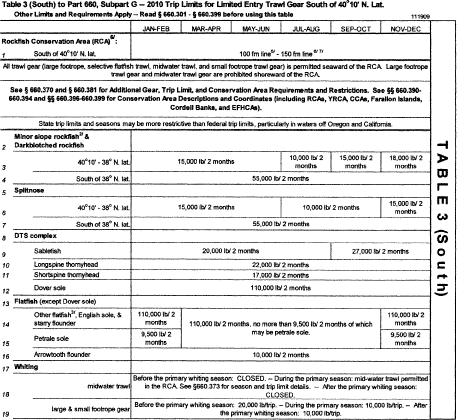 Table 3 (South) to Part 660, Subpart G -- 2010 Trip Limits for Limited Entry Trawl Gear South of 40°10' N. Lat.
Other Limits and Requirements Apply -- Read § 660.301 - § 660.399 before using this table
111909
JAN-FEB MAR-APR MAY-JUN JUL-AUG SEP-OCT NOV-DEC
Rockfish Conservation Area (RCA)6/:
1 South of 40°10' N. lat. 100 fm line6/ - 150 fm line6/ 7/
All trawl gear (large footrope, selective flatfish trawl, midwater trawl, and small footrope trawl gear) is permitted seaward of the RCA. Large footrope
trawl gear and midwater trawl gear are prohibited shoreward of the RCA.
See § 660.370 and § 660.381 for Additional Gear, Trip Limit, and Conservation Area Requirements and Restrictions. See §§ 660.390-
660.394 and §§ 660.396-660.399 for Conservation Area Descriptions and Coordinates (including RCAs, YRCA, CCAs, Farallon Islands,
Cordell Banks, and EFHCAs).
State trip limits and seasons may be more restrictive than federal trip limits, particularly in waters off Oregon and California.
2 Minor slope rockfish2/ &
Darkblotched rockfish
3 40°10' - 38° N. lat. 15,000 lb/ 2 months 10,000 lb/ 2 months 15,000 lb/ 2 months 18,000 lb/ 2 months
4 South of 38° N. lat. 55,000 lb/ 2 months
5 Splitnose
6 40°10' - 38° N. lat. 15,000 lb/ 2 months 10,000 lb/ 2 months 15,000 lb/ 2 months
7 South of 38° N. lat. 55,000 lb/ 2 months
8 DTS complex
9 Sablefish 20,000 lb/ 2 months 27,000 lb/ 2 months
10 Longspine thornyhead 22,000 lb/ 2 months
11 Shortspine thornyhead 17,000 lb/ 2 months
12 Dover sole 110,000 lb/ 2 months
13 Flatfish (except Dover sole)
14 Other flatfish3/, English sole, & starry flounder 110,000 lb/ 2 months 110,000 lb/ 2 months, no more than 9,500 lb/ 2 months of which may be petrale sole. 110,000 lb/ 2 months
15 Petrale sole 9,500 lb/ 2 months 9,500 lb/ 2 months
16 Arrowtooth flounder 10,000 lb/ 2 months
17 Whiting
18 midwater trawl Before the primary whiting season: CLOSED. -- During the primary season: mid-water trawl permitted
in the RCA. See §660.373 for season and trip limit details. -- After the primary whiting season:
CLOSED.
19 large & small footrope gear Before the primary whiting season: 20,000 lb/trip. -- During the primary season: 10,000 lb/trip. -- After
the primary whiting season: 10,000 lb/trip.
TABLE 3 (South)